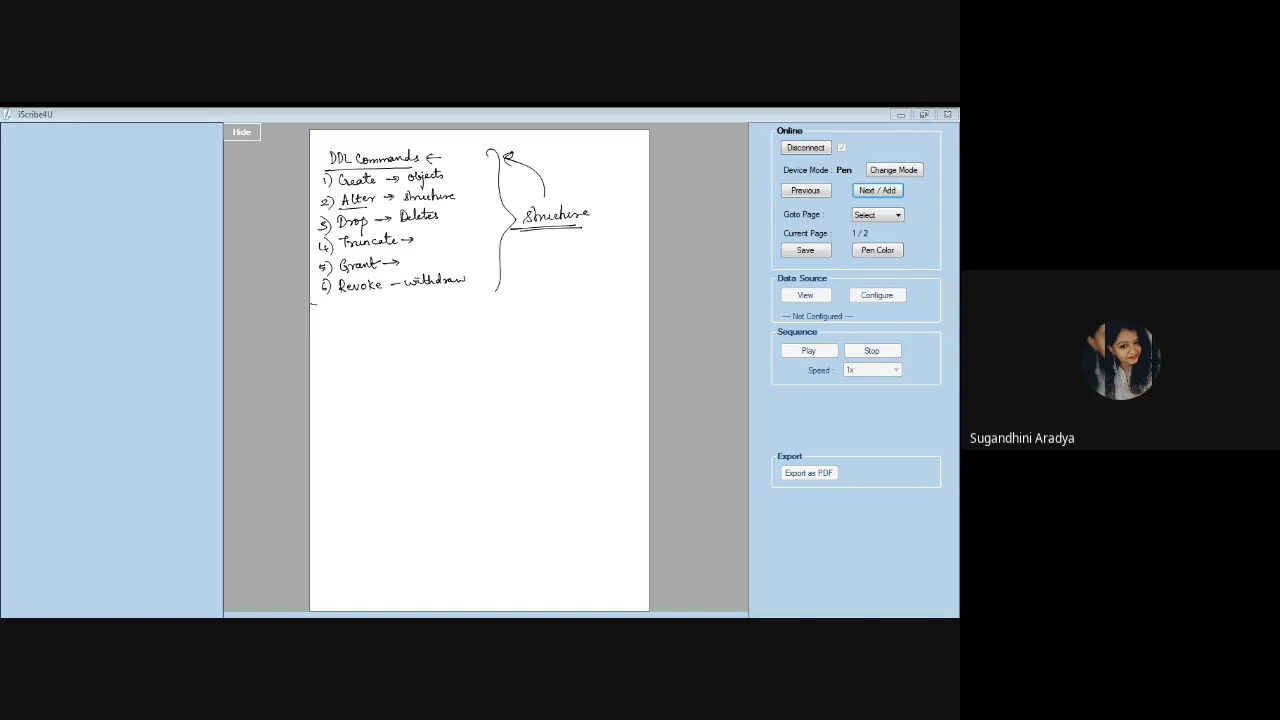 iScribe4U
Hide
DDL Commands ←
1) Create → objects
2) Alter → structure
3) Drop → Deletes
4) Truncate →
5) Grant →
6) Revoke - withdraw
structure
Online
Disconnect
Device Mode : Pen
Change Mode
Previous
Next / Add
Goto Page :
Select
Current Page :
1 / 2
Save
Pen Color
Data Source
View
Configure
--- Not Configured ---
Sequence
Play
Stop
Speed :
1x
Export
Export as PDF
Sugandhini Aradya